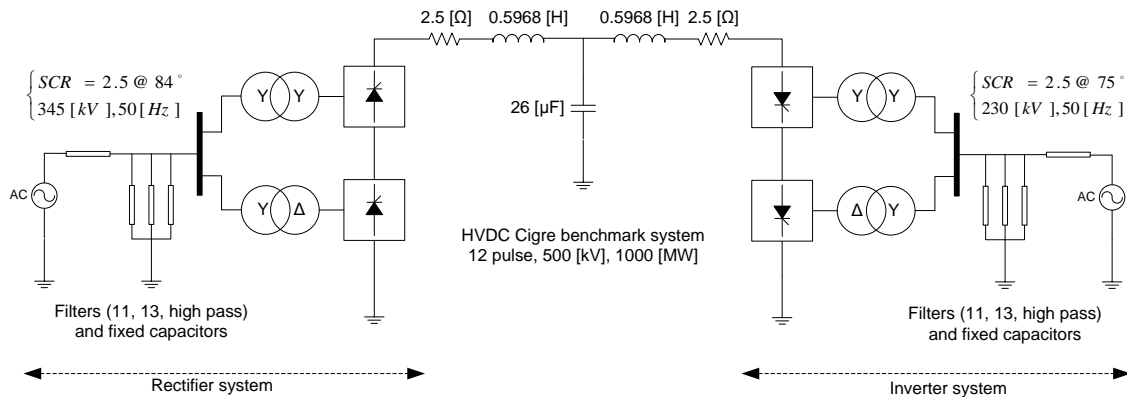 2.5 [Ω] 0.5968 [H] 0.5968 [H] 2.5 [Ω]
SCR = 2.5 @ 84°
345 [kV], 50 [Hz]
SCR = 2.5 @ 75°
230 [kV], 50 [Hz]
Y Y
26 [µF]
Y Y
AC
Y Δ
Δ Y
AC
HVDC Cigre benchmark system
12 pulse, 500 [kV], 1000 [MW]
Filters (11, 13, high pass)
and fixed capacitors
Filters (11, 13, high pass)
and fixed capacitors
Rectifier system
Inverter system